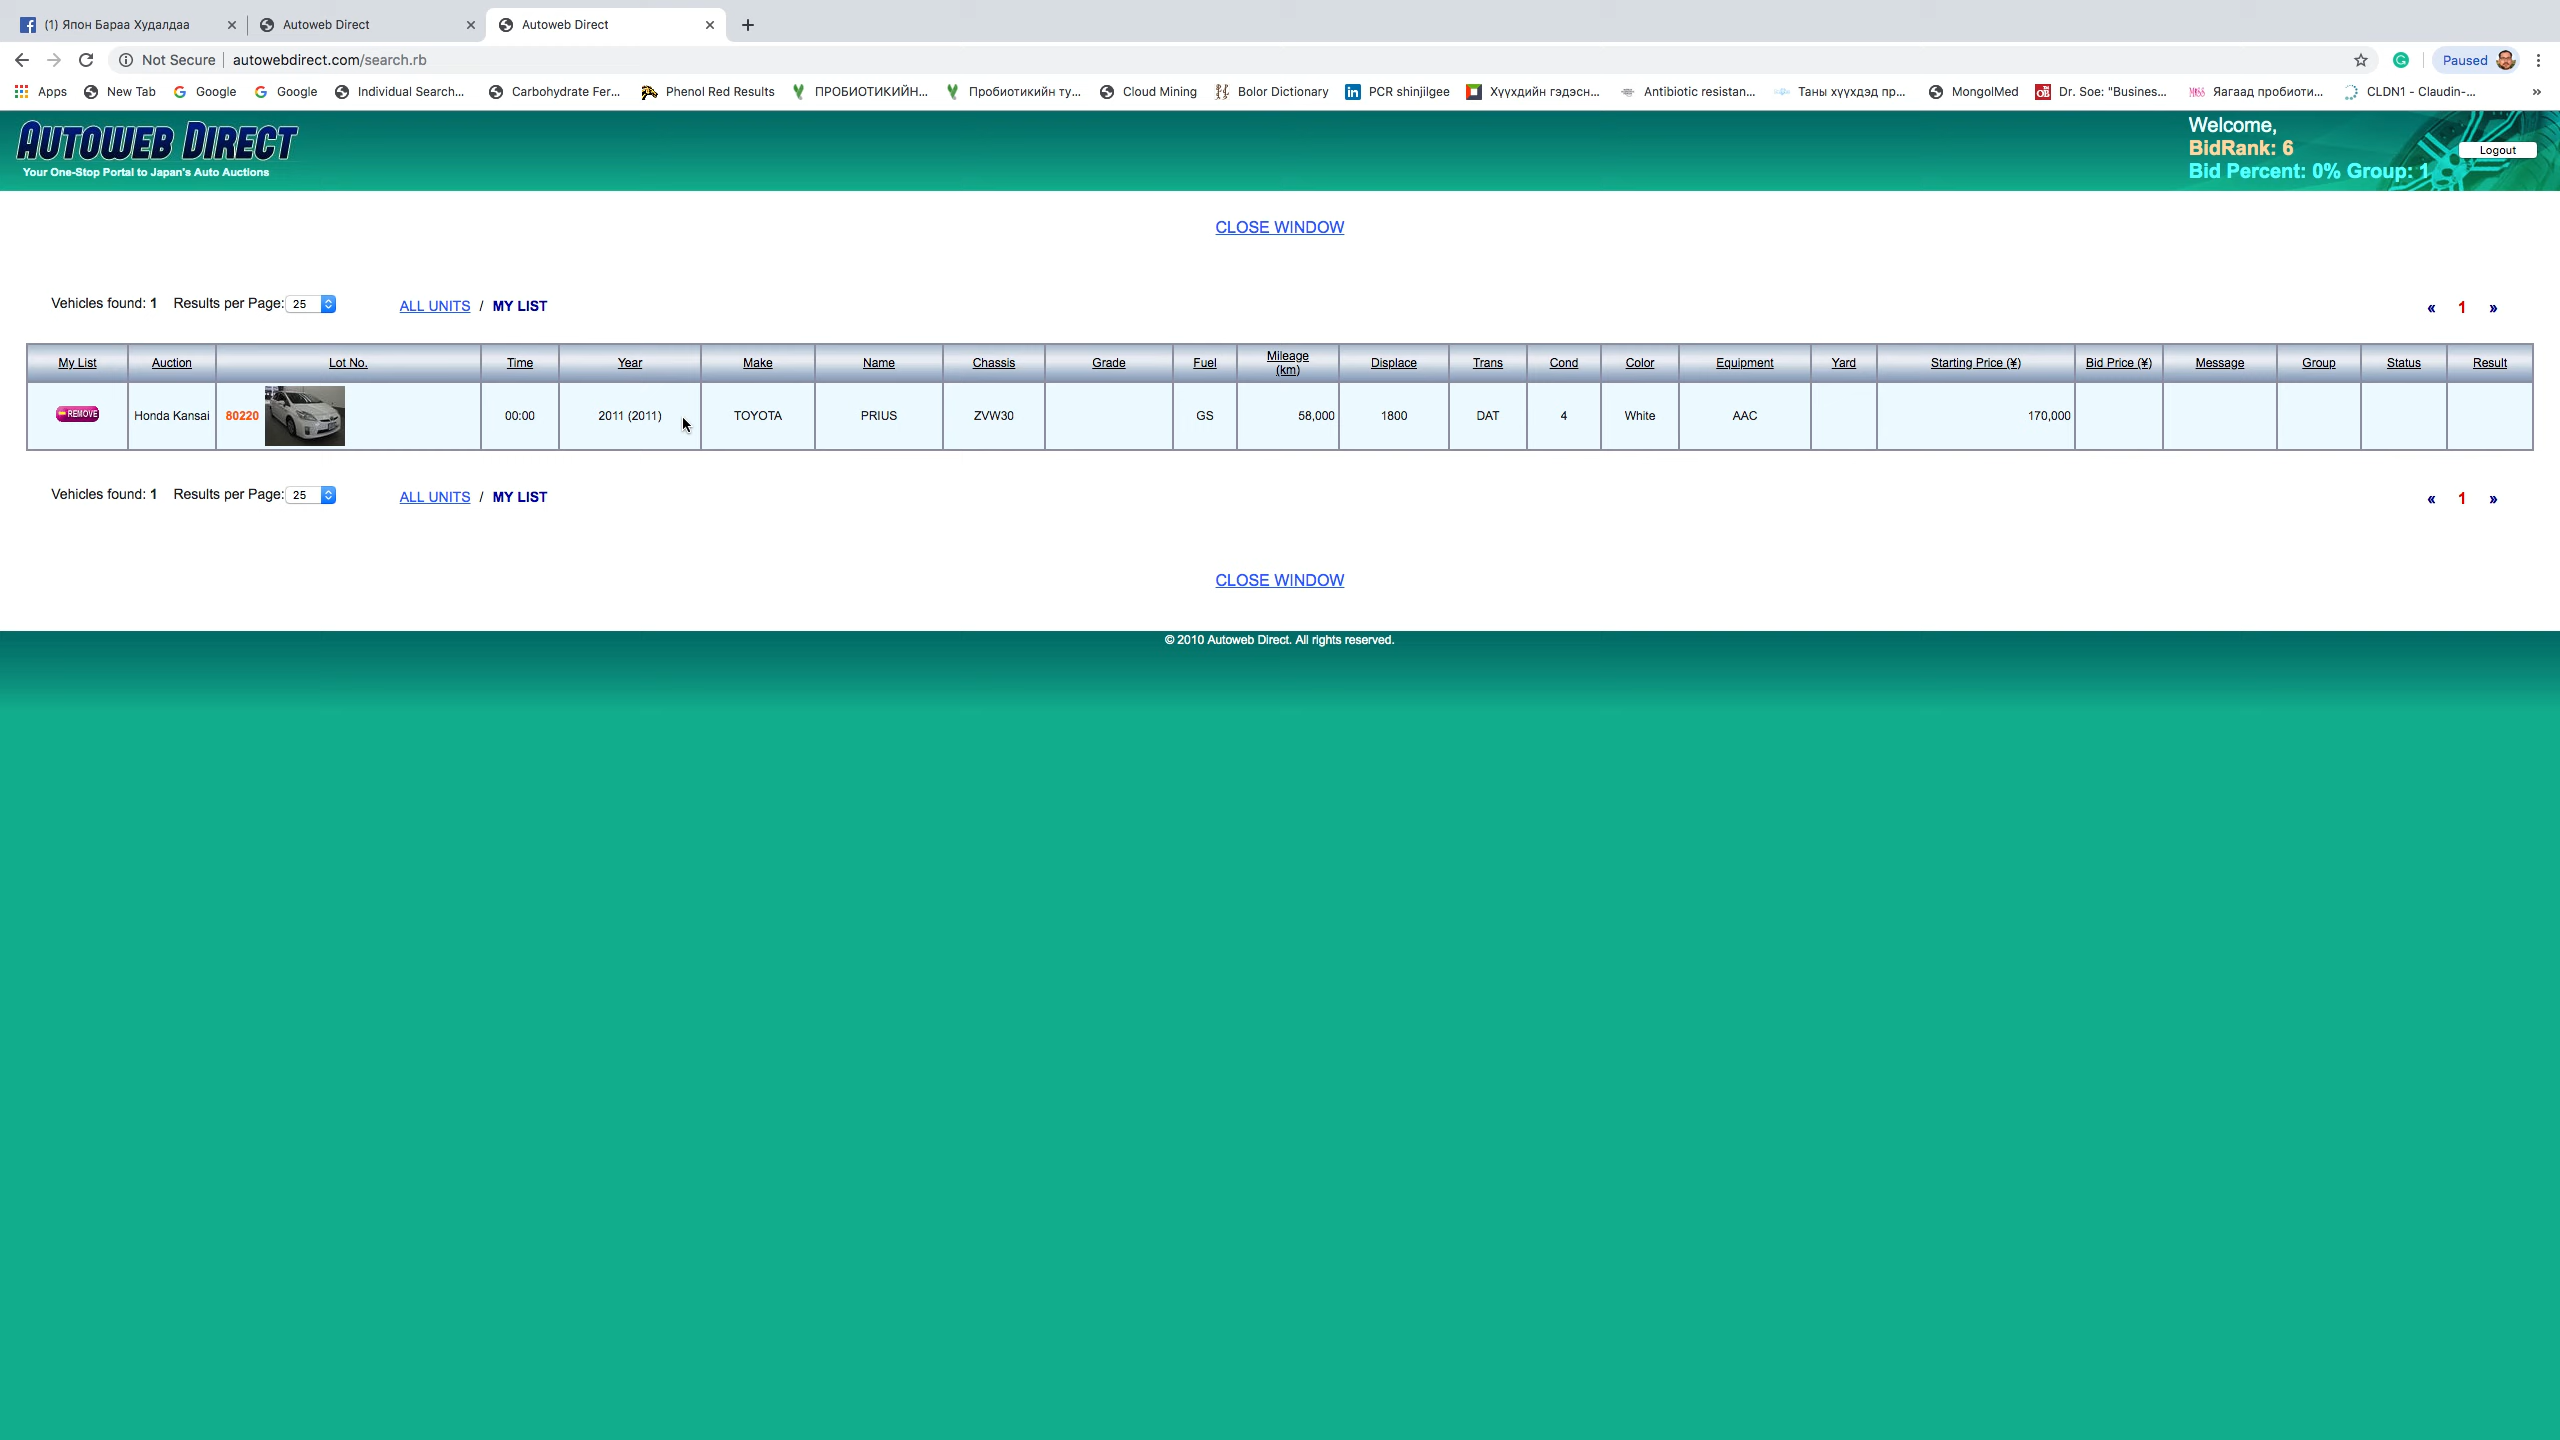 (1) Япон Бараа Худалдаа
Autoweb Direct
Autoweb Direct
Not Secure
autowebdirect.com/search.rb
Paused
Apps
New Tab
Google
Google
Individual Search...
Carbohydrate Fer...
Phenol Red Results
ПРОБИОТИКИЙН...
Пробиотикийн ту...
Cloud Mining
Bolor Dictionary
PCR shinjilgee
Хүүхдийн гэдэсн...
Antibiotic resistan...
Таны хүүхдэд пр...
MongolMed
Dr. Soe: "Busines...
Яагаад пробиоти...
CLDN1 - Claudin-...
»
AUTOWEB DIRECT
Your One-Stop Portal to Japan's Auto Auctions
Welcome,
BidRank: 6
Bid Percent: 0% Group: 1
Logout
CLOSE WINDOW
Vehicles found: 1 Results per Page: 25 ALL UNITS / MY LIST « 1 »
My List Auction Lot No. Time Year Make Name Chassis Grade Fuel Mileage (km) Displace Trans Cond Color Equipment Yard Starting Price (¥) Bid Price (¥) Message Group Status Result
REMOVE Honda Kansai 80220 00:00 2011 (2011) TOYOTA PRIUS ZVW30 GS 58,000 1800 DAT 4 White AAC 170,000
Vehicles found: 1 Results per Page: 25 ALL UNITS / MY LIST « 1 »
CLOSE WINDOW
© 2010 Autoweb Direct. All rights reserved.